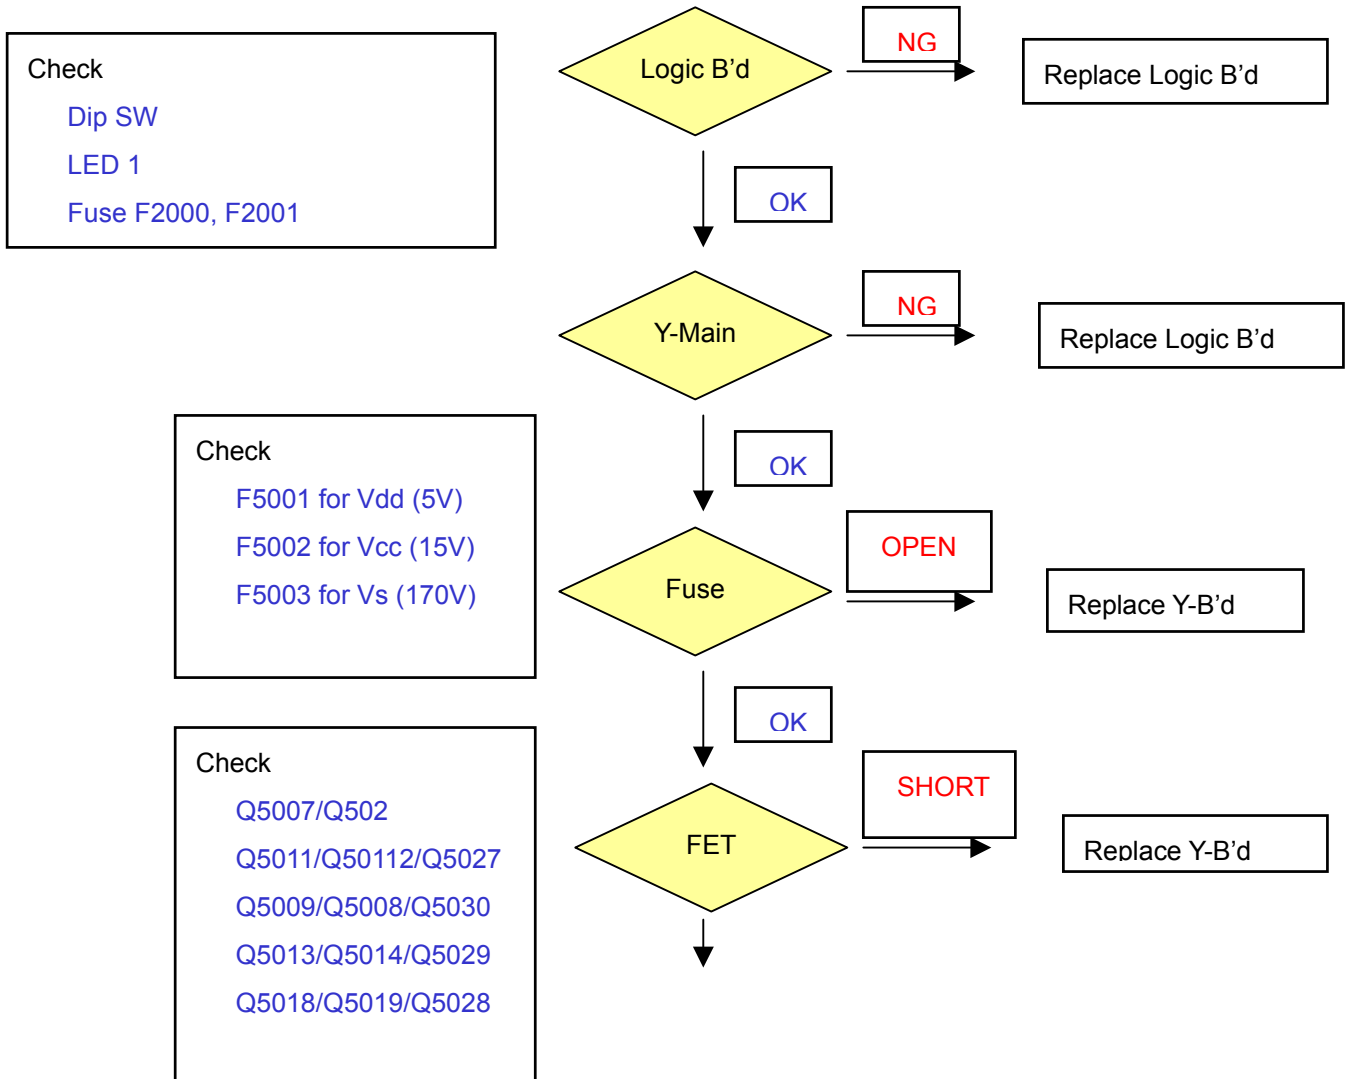 Check
Dip SW
LED 1
Fuse F2000, F2001
Logic B’d
NG
Replace Logic B’d
OK
Y-Main
NG
Replace Logic B’d
OK
Check
F5001 for Vdd (5V)
F5002 for Vcc (15V)
F5003 for Vs (170V)
Fuse
OPEN
Replace Y-B’d
OK
Check
Q5007/Q502
Q5011/Q50112/Q5027
Q5009/Q5008/Q5030
Q5013/Q5014/Q5029
Q5018/Q5019/Q5028
FET
SHORT
Replace Y-B’d